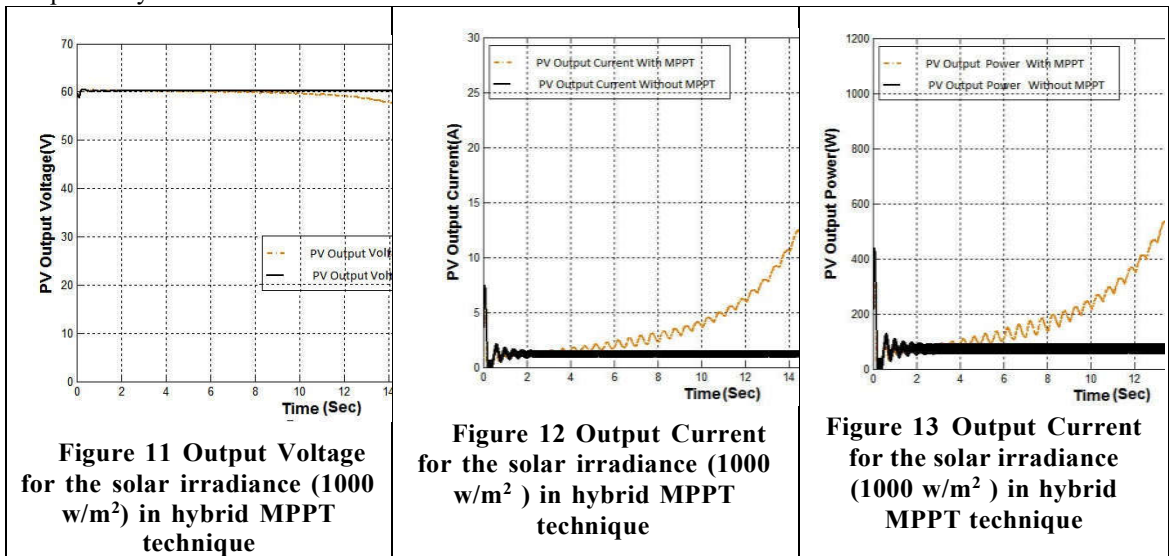 70
60
50
40
30
20
10
0
PV Output Voltage(V)
PV Output Vol
PV Output Volt
0 2 4 6 8 10 12 14
Time (Sec)
Figure 11 Output Voltage
for the solar irradiance (1000
w/m²) in hybrid MPPT
technique
30
25
20
15
10
5
0
PV Output Current(A)
PV Output Current With MPPT
PV Output Current Without MPPT
0 2 4 6 8 10 12 14
Time(Sec)
Figure 12 Output Current
for the solar irradiance (1000
w/m² ) in hybrid MPPT
technique
1200
1000
800
600
400
200
0
PV Output Power(W)
PV Output Power With MPPT
PV Output Power Without MPPT
0 2 4 6 8 10 12
Time (Sec)
Figure 13 Output Current
for the solar irradiance
(1000 w/m² ) in hybrid
MPPT technique